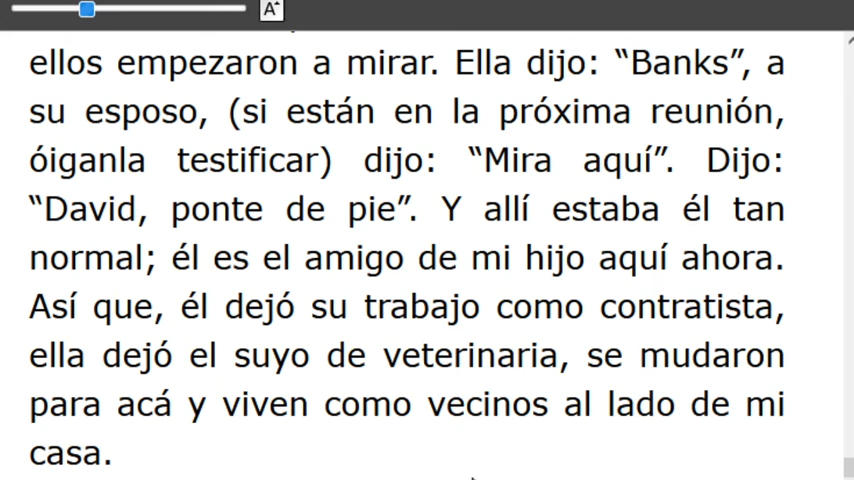 A
ellos empezaron a mirar. Ella dijo: “Banks”, a
su esposo, (si están en la próxima reunión,
óiganla testificar) dijo: “Mira aquí”. Dijo:
“David, ponte de pie”. Y allí estaba él tan
normal; él es el amigo de mi hijo aquí ahora.
Así que, él dejó su trabajo como contratista,
ella dejó el suyo de veterinaria, se mudaron
para acá y viven como vecinos al lado de mi
casa.